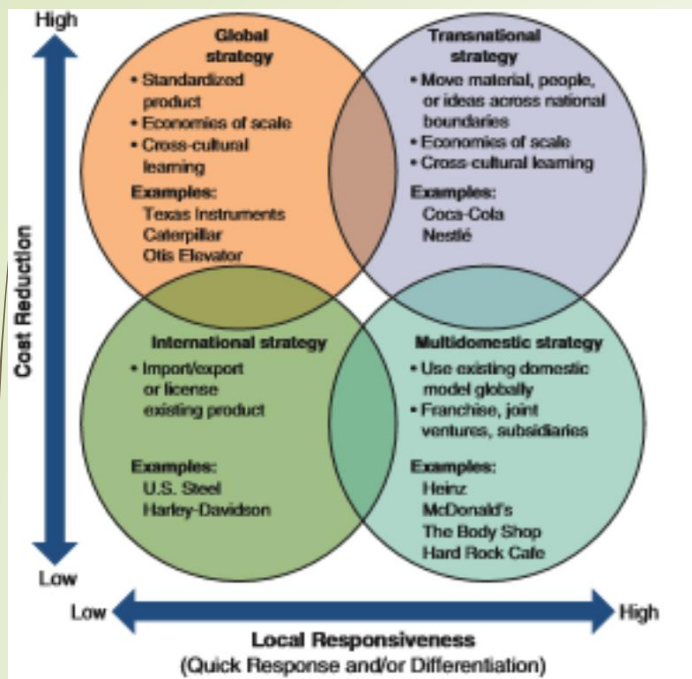 High
Cost Reduction
Low
Global
strategy
• Standardized
product
• Economies of scale
• Cross-cultural
learning
Examples:
Texas Instruments
Caterpillar
Otis Elevator
Transnational
strategy
• Move material, people,
or ideas across national
boundaries
• Economies of scale
• Cross-cultural learning
Examples:
Coca-Cola
Nestlé
International strategy
• Import/export
or license
existing product
Examples:
U.S. Steel
Harley-Davidson
Multidomestic strategy
• Use existing domestic
model globally
• Franchise, joint
ventures, subsidiaries
Examples:
Heinz
McDonald's
The Body Shop
Hard Rock Cafe
Low
High
Local Responsiveness
(Quick Response and/or Differentiation)